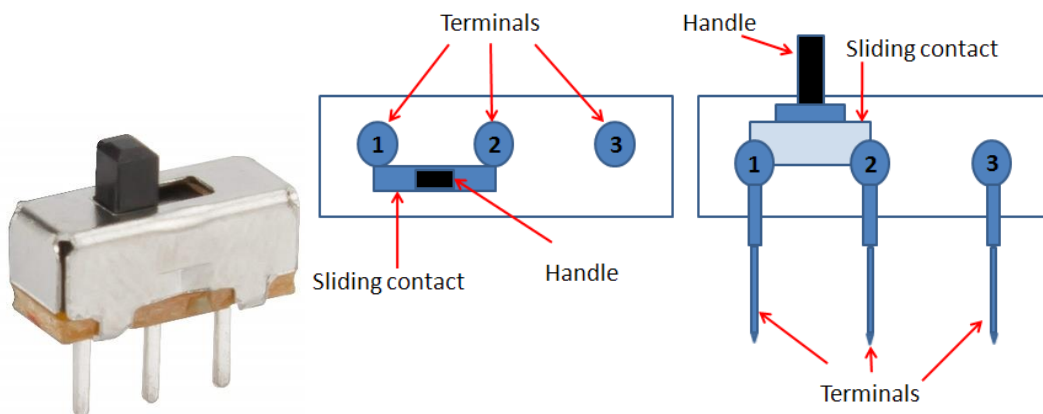 Terminals
1
2
3
Sliding contact
Handle
Handle
Sliding contact
1
2
3
Terminals